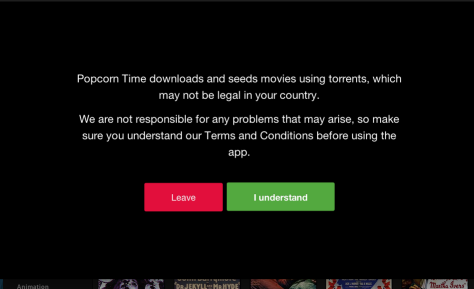 Popcorn Time downloads and seeds movies using torrents, which
may not be legal in your country.
We are not responsible for any problems that may arise, so make
sure you understand our Terms and Conditions before using the
app.
Leave
I understand
Animation
DR JEKYLL AND MR HYDE